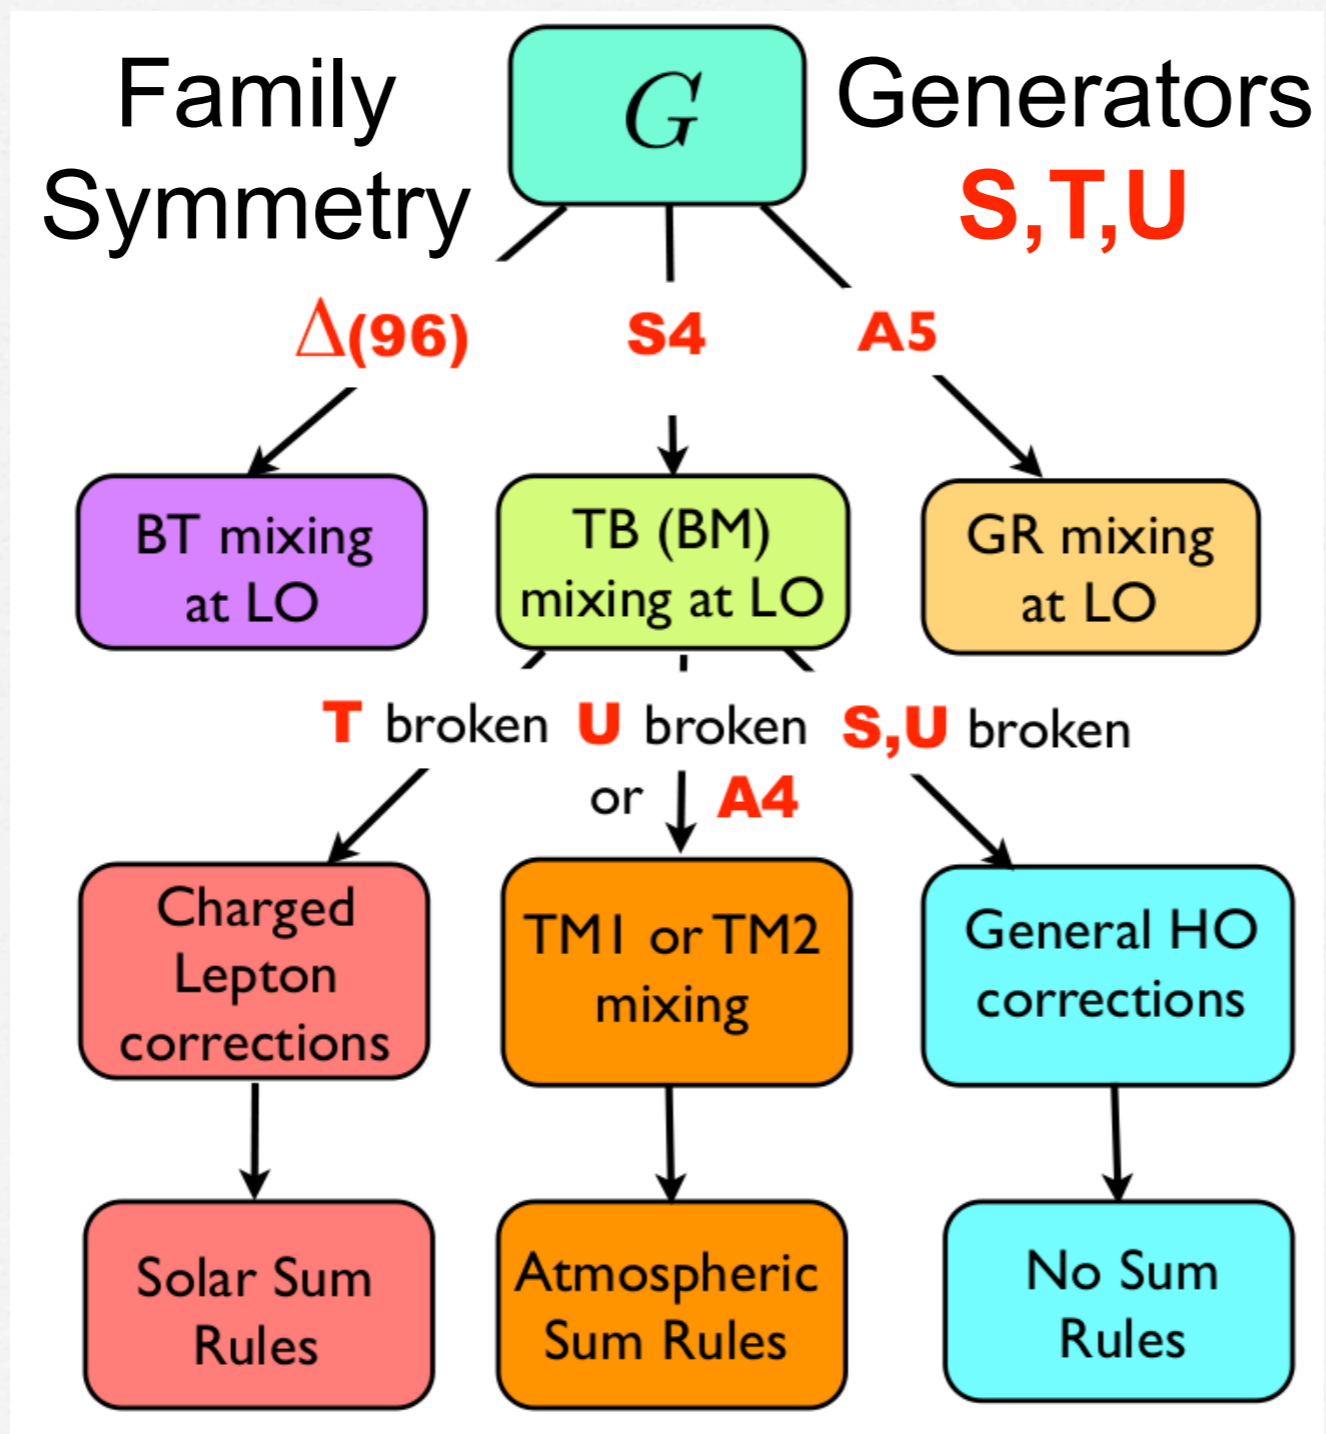 Family
Symmetry
G
Generators
S,T,U
Δ(96)
S4
A5
BT mixing
at LO
TB (BM)
mixing at LO
GR mixing
at LO
T broken
U broken
or A4
S,U broken
Charged
Lepton
corrections
TM1 or TM2
mixing
General HO
corrections
Solar Sum
Rules
Atmospheric
Sum Rules
No Sum
Rules